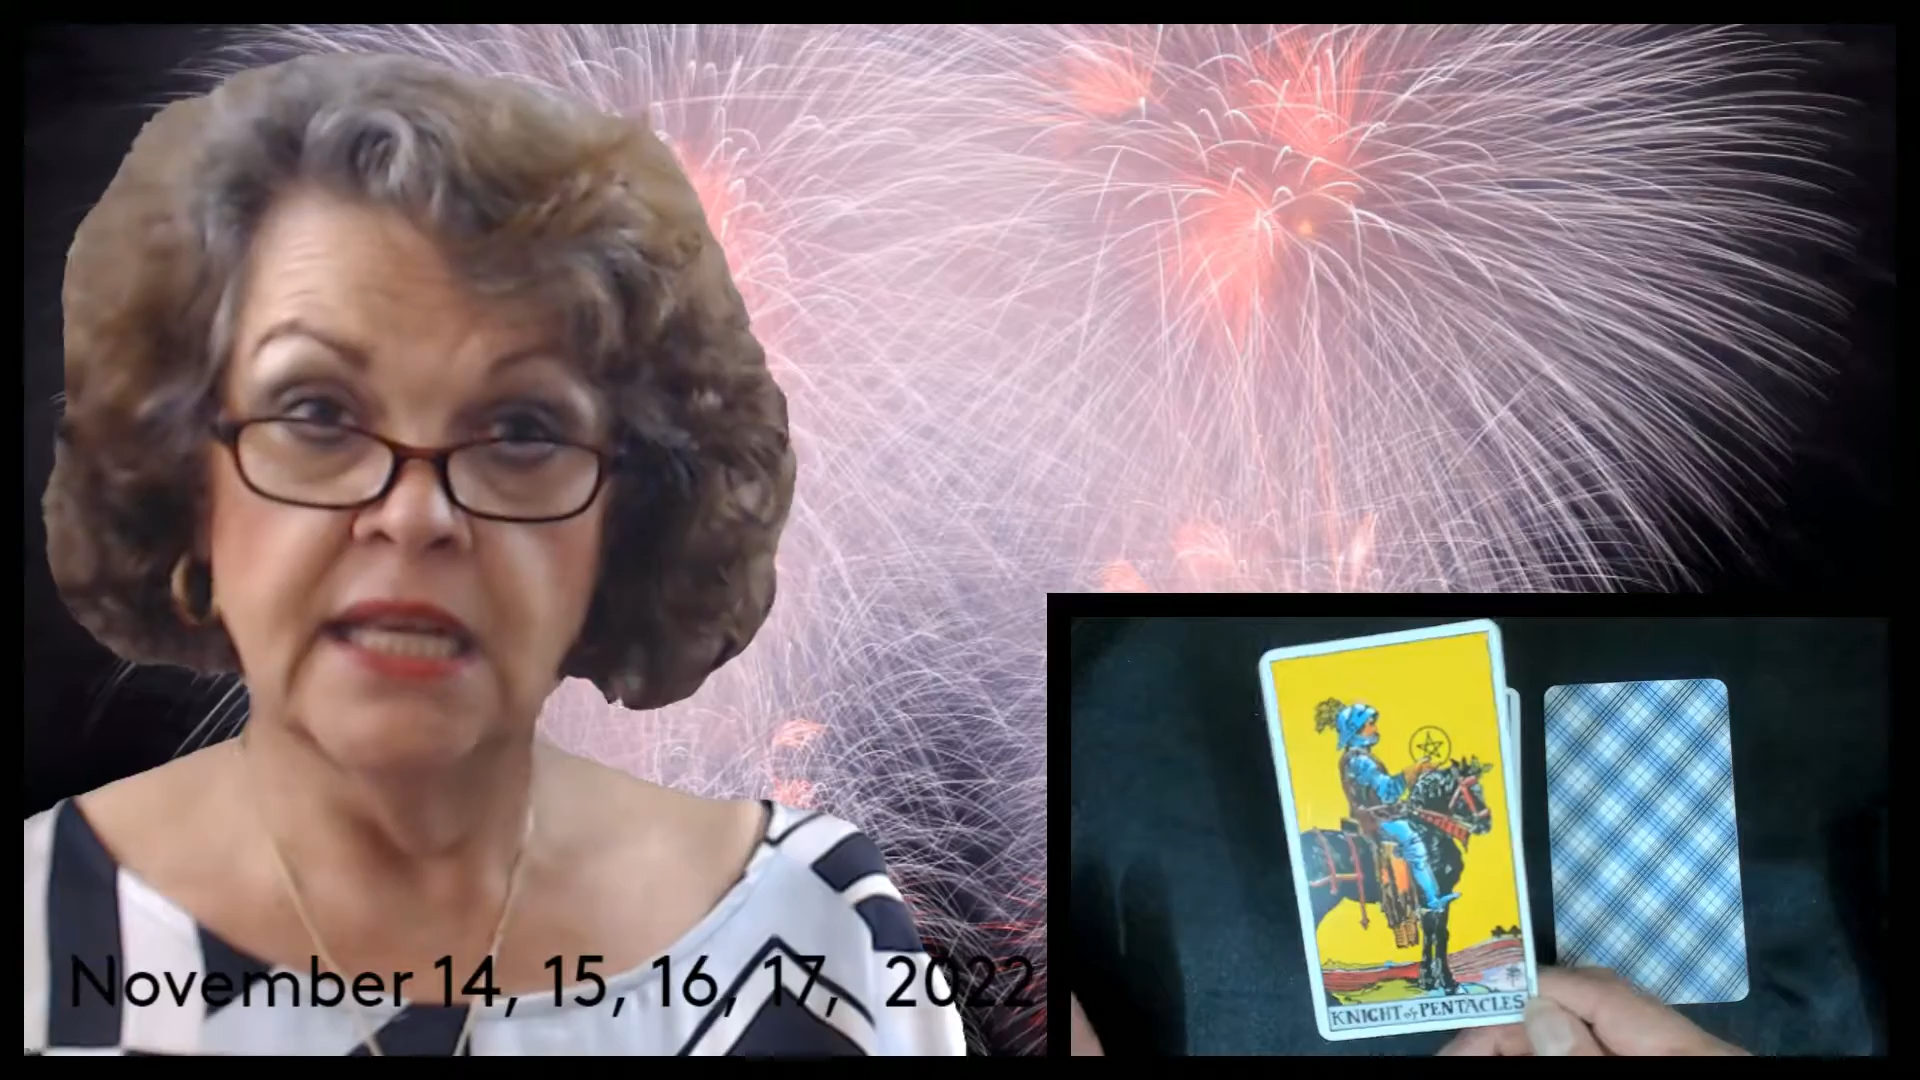 November 14, 15, 16, 17, 2022
KNIGHT of PENTACLES